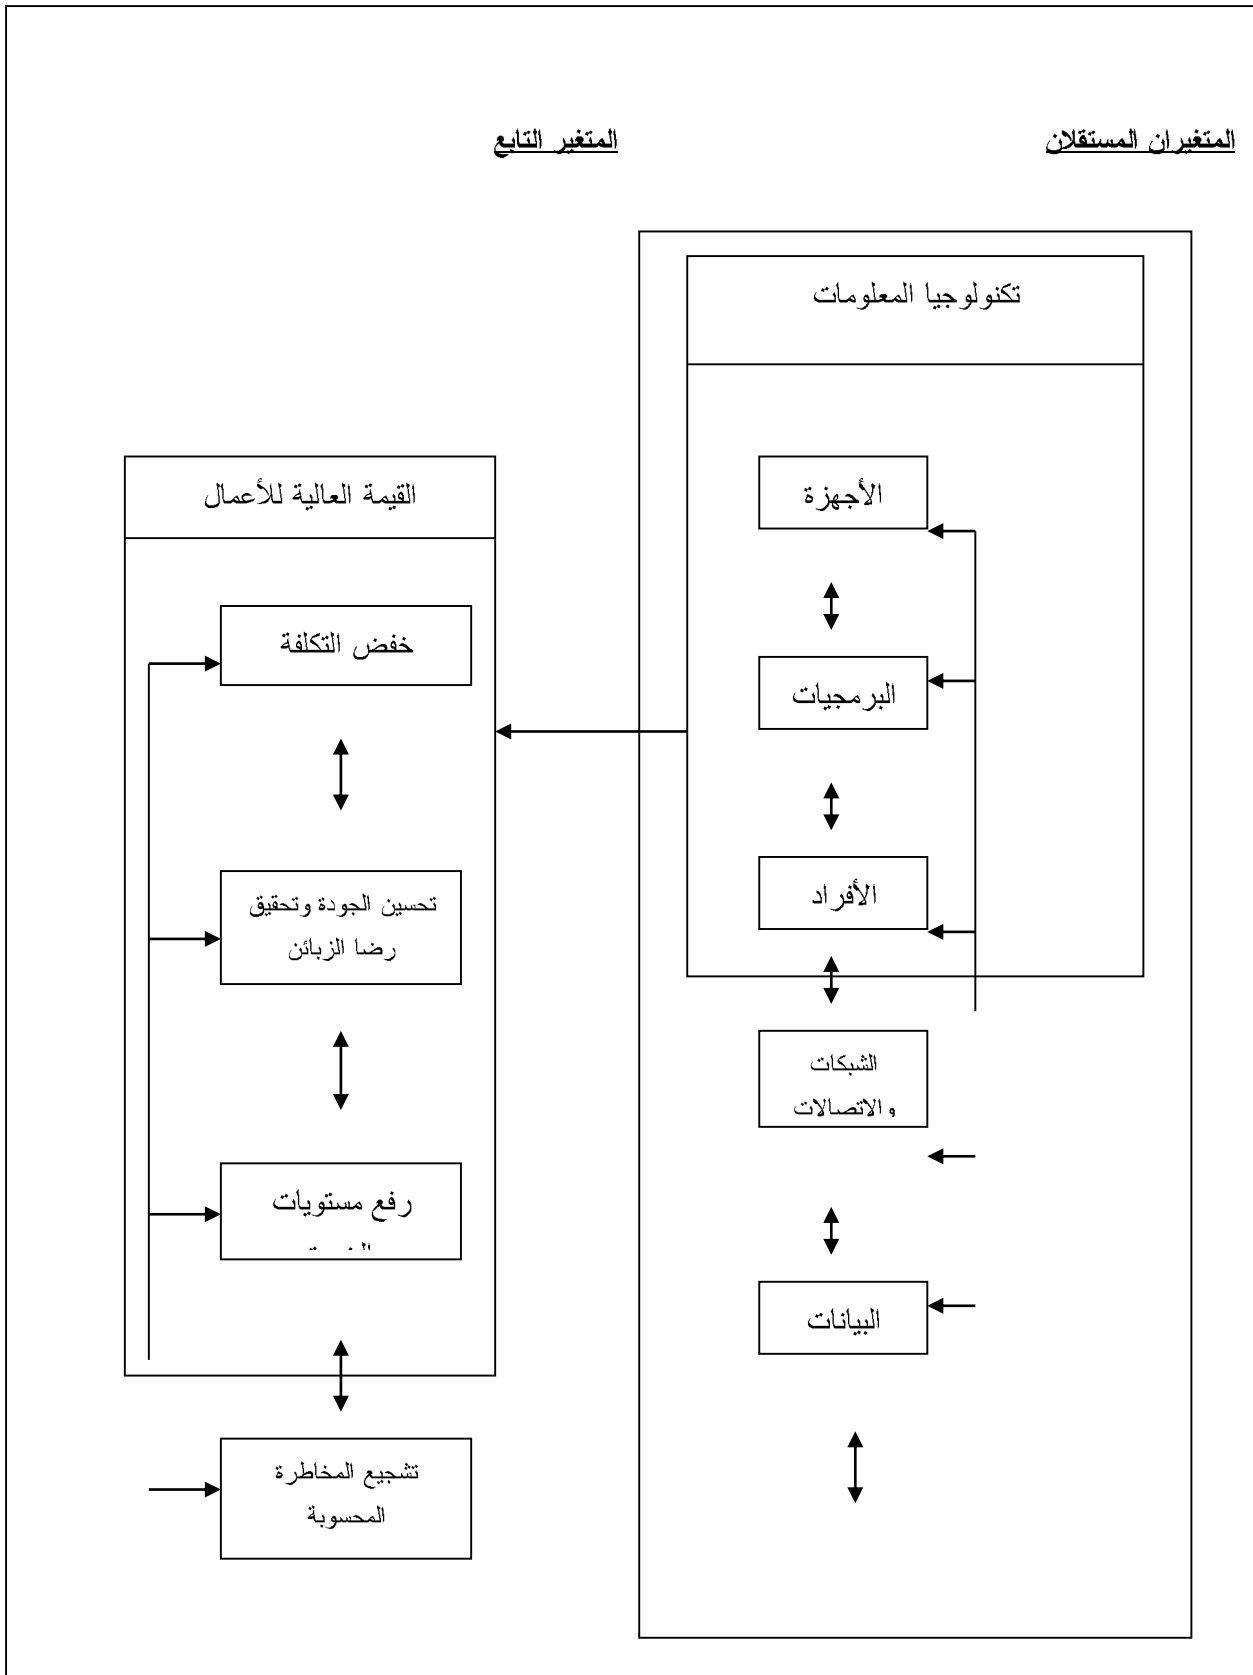 المتغيران المستقلان
المتغير التابع
تكنولوجيا المعلومات
الأجهزة
البرمجيات
الأفراد
الشبكات
والاتصالات
البيانات
القيمة العالية للأعمال
خفض التكلفة
تحسين الجودة وتحقيق
رضا الزبائن
رفع مستويات
تشجيع المخاطرة
المحسوبة